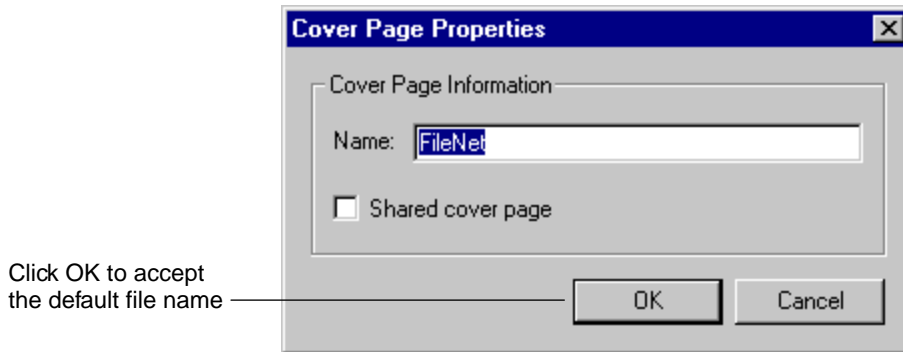 Cover Page Properties
Cover Page Information
Name: FileNet
Shared cover page
Click OK to accept
the default file name
OK Cancel